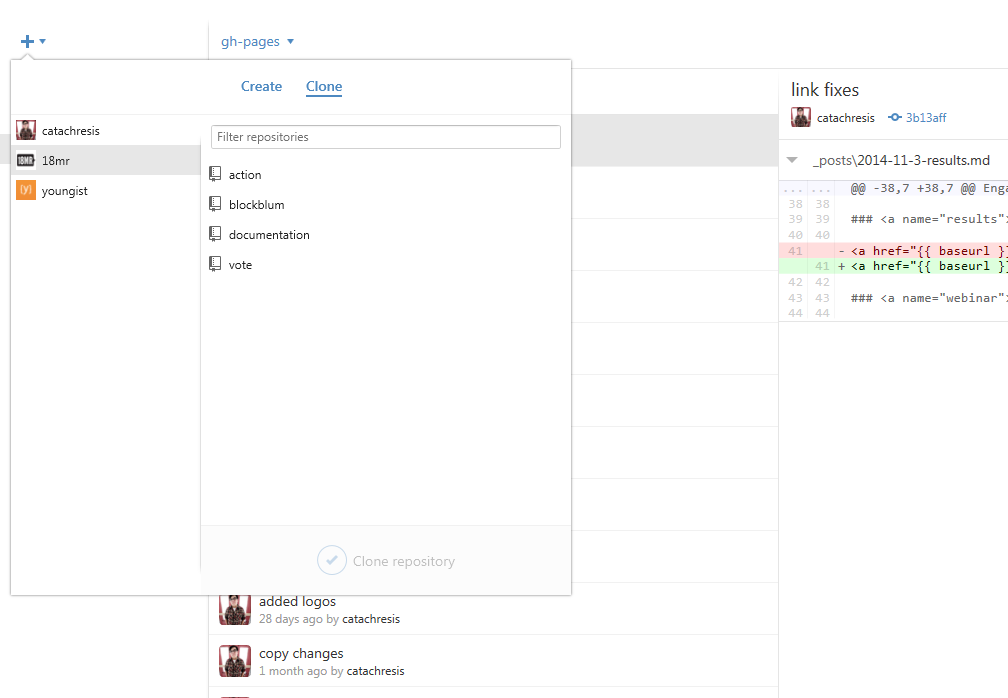 gh-pages
Create Clone
catachresis
18MR 18mr
(y) youngist
Filter repositories
action
blockblum
documentation
vote
Clone repository
added logos
28 days ago by catachresis
copy changes
1 month ago by catachresis
link fixes
catachresis 3b13aff
_posts\2014-11-3-results.md
... ... @@ -38,7 +38,7 @@ Enga
38 38
39 39 ### <a name="results">
40 40
41 - <a href="{{ baseurl }}
41 + <a href="{{ baseurl }}
42 42
43 43 ### <a name="webinar">
44 44